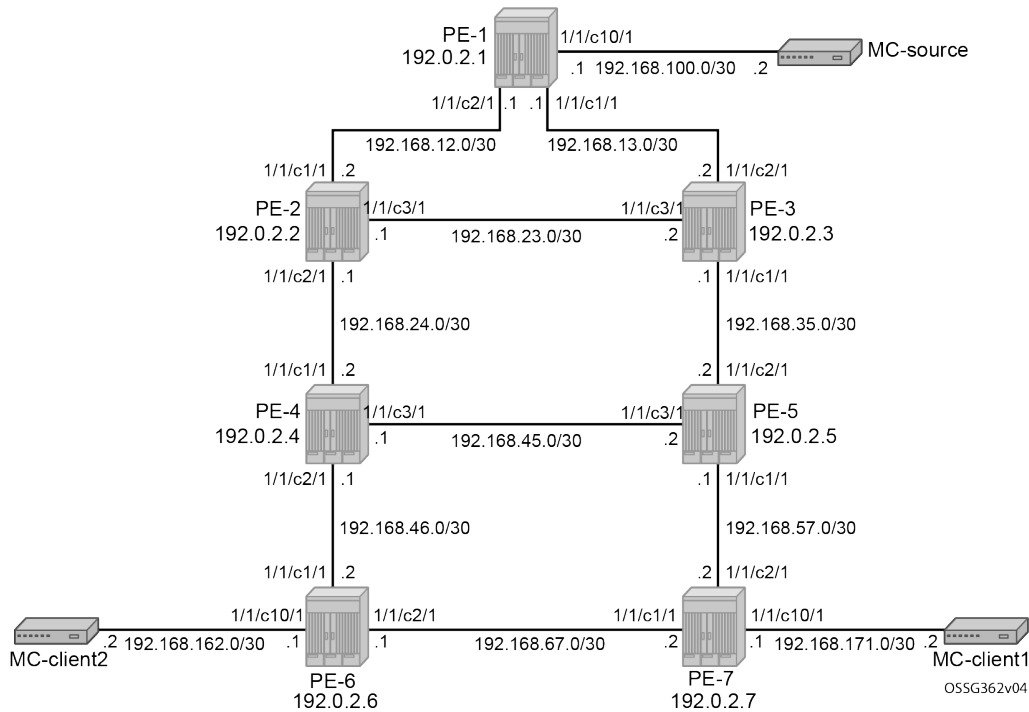 PE-1
192.0.2.1
1/1/c10/1
MC-source
.1 192.168.100.0/30 .2
1/1/c2/1 .1 .1 1/1/c1/1
192.168.12.0/30 192.168.13.0/30
1/1/c1/1 .2 .2 1/1/c2/1
PE-2 1/1/c3/1 1/1/c3/1 PE-3
192.0.2.2 .1 192.168.23.0/30 .2 192.0.2.3
1/1/c2/1 .1 .1 1/1/c1/1
192.168.24.0/30 192.168.35.0/30
1/1/c1/1 .2 .2 1/1/c2/1
PE-4 1/1/c3/1 1/1/c3/1 PE-5
192.0.2.4 .1 192.168.45.0/30 .2 192.0.2.5
1/1/c2/1 .1 .1 1/1/c1/1
192.168.46.0/30 192.168.57.0/30
1/1/c1/1 .2 .2 1/1/c2/1
1/1/c10/1 1/1/c2/1 1/1/c1/1 1/1/c10/1
.2 192.168.162.0/30 .1 .1 192.168.67.0/30 .2 .1 192.168.171.0/30 .2
MC-client2 PE-6 PE-7 MC-client1
192.0.2.6 192.0.2.7
OSSG362v04